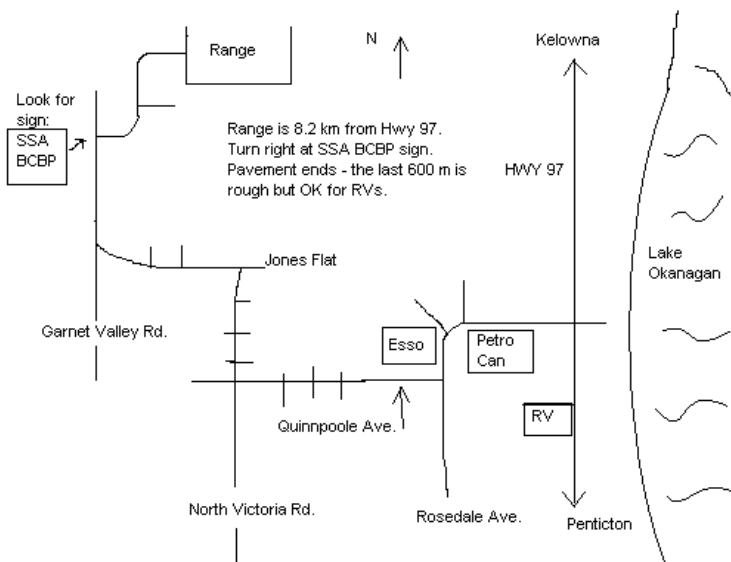 Range
N
Kelowna
Look for
sign:
SSA
BCBP
Range is 8.2 km from Hwy 97.
Turn right at SSA BCBP sign.
Pavement ends - the last 600 m is
rough but OK for RVs.
HWY 97
Lake
Okanagan
Jones Flat
Garnet Valley Rd.
Esso
Petro
Can
RV
Quinnpoole Ave.
North Victoria Rd.
Rosedale Ave.
Penticton